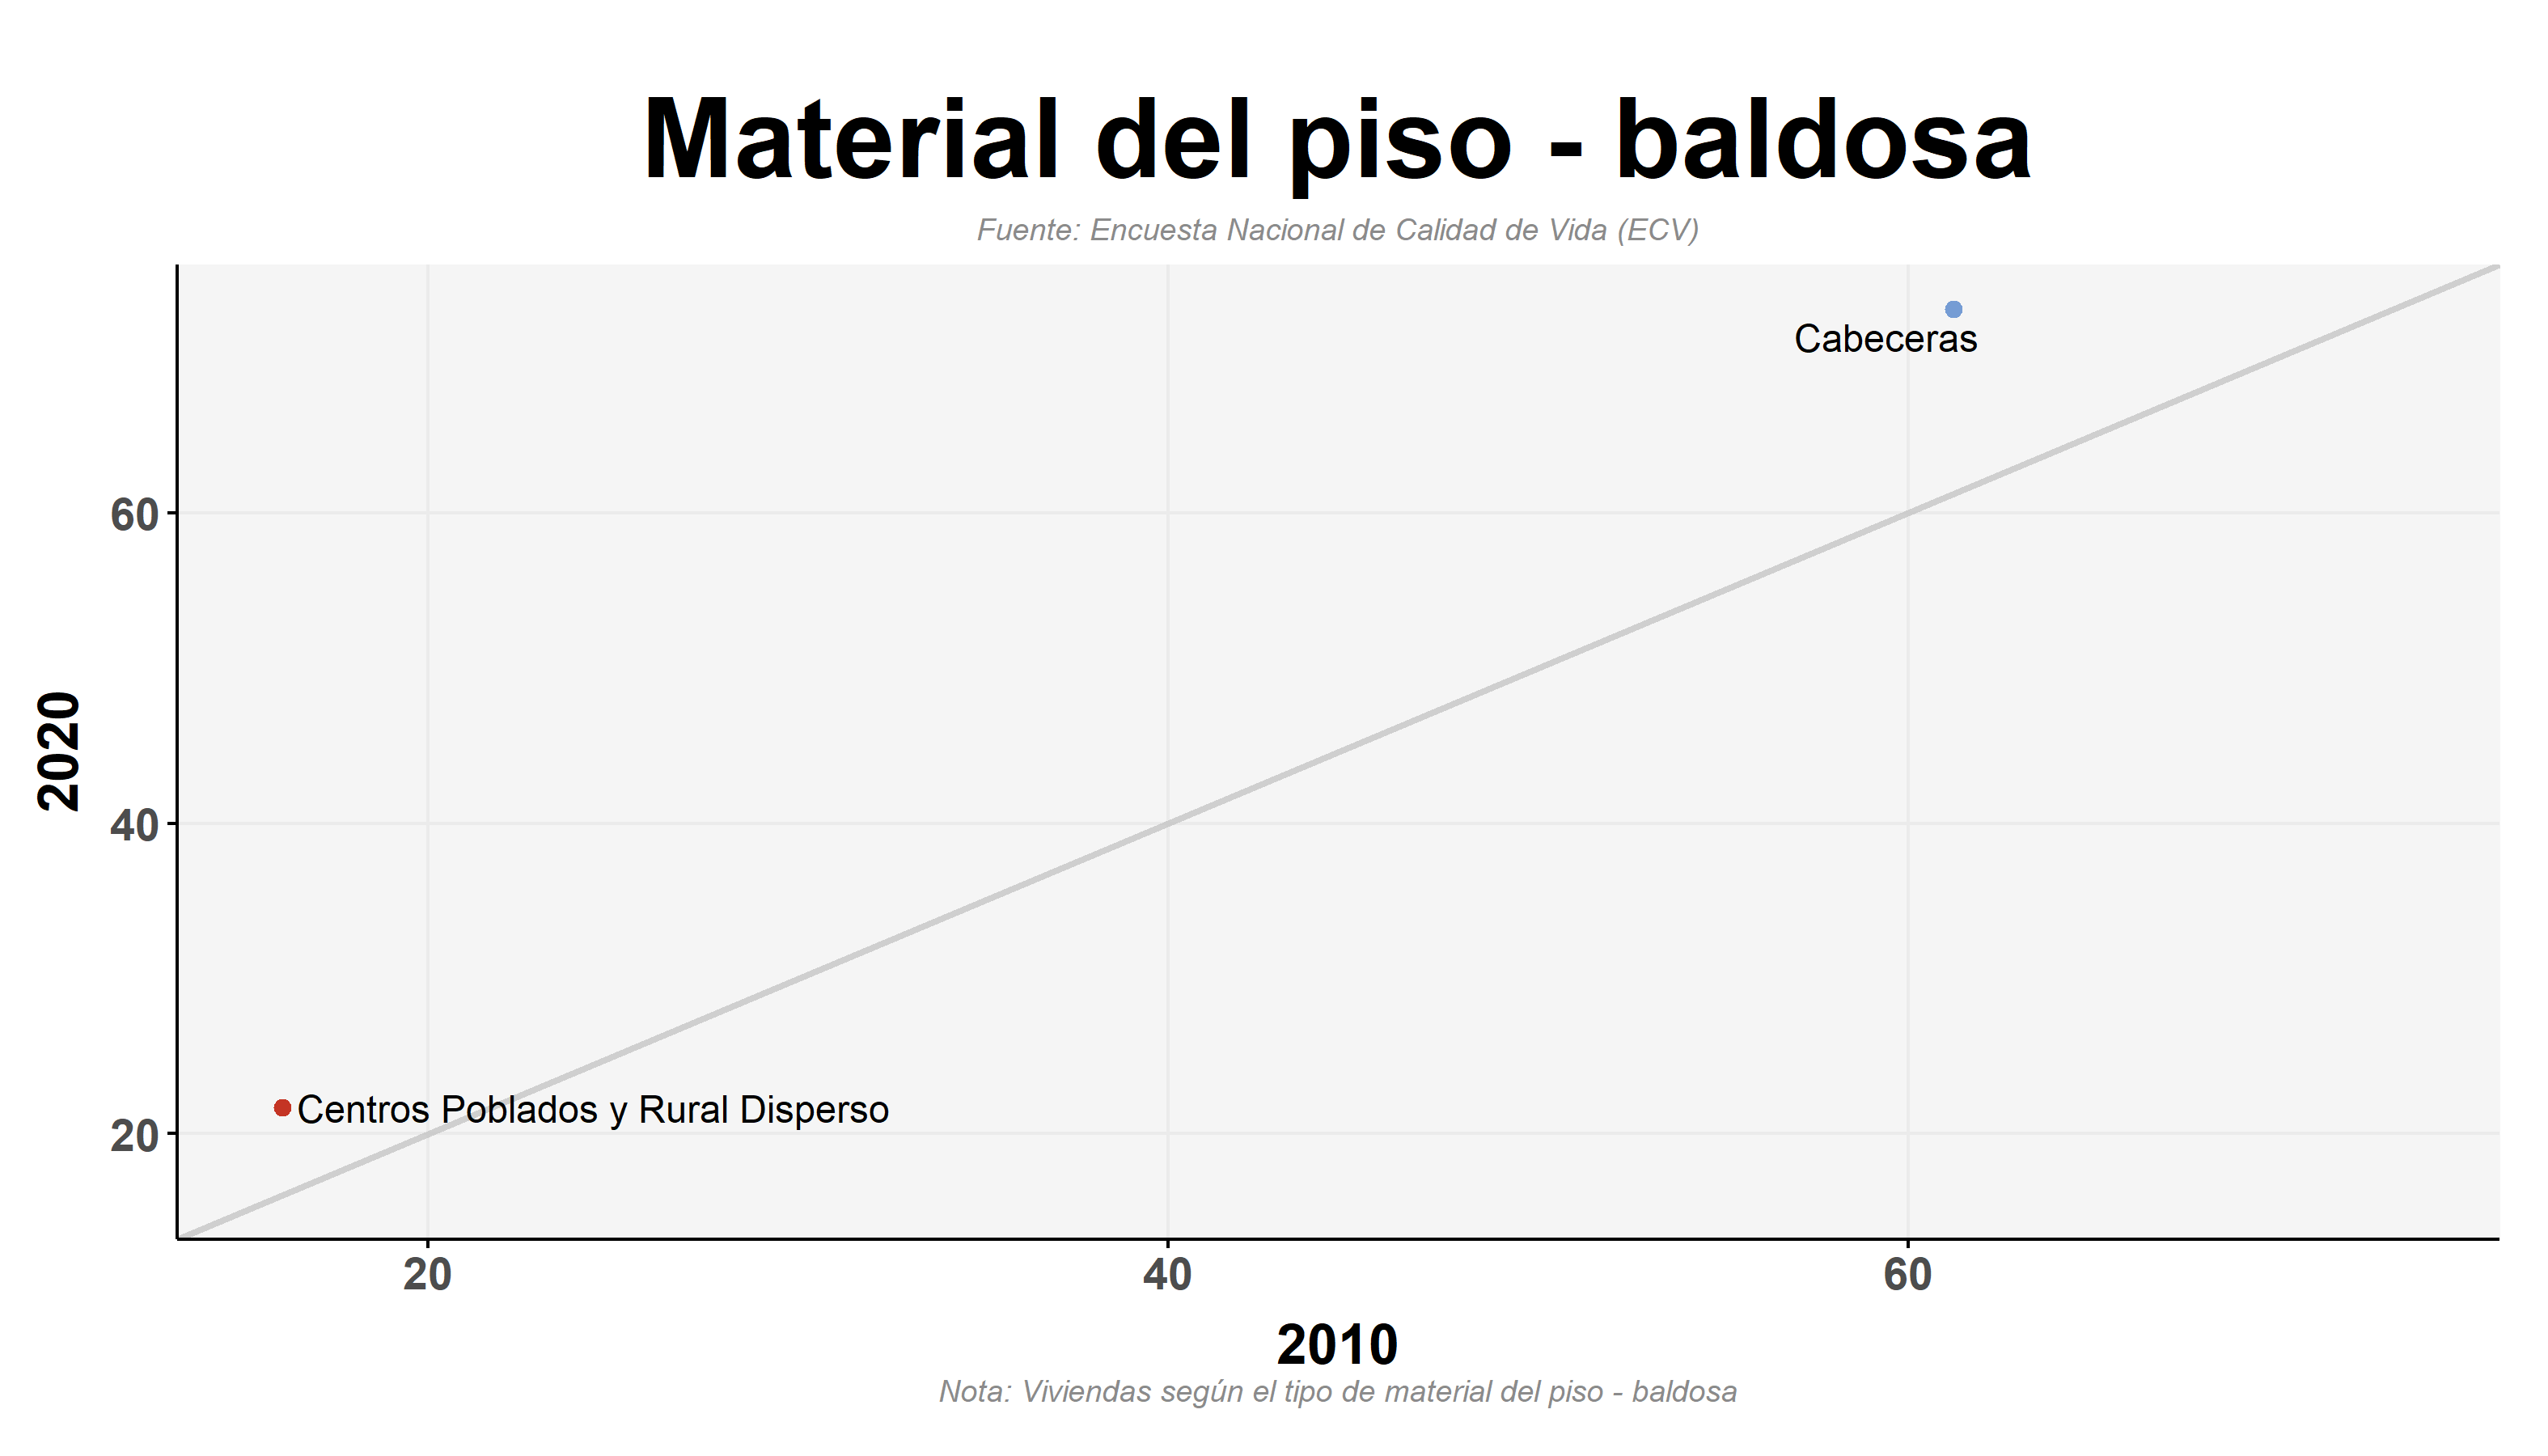 Material del piso - baldosa
Fuente: Encuesta Nacional de Calidad de Vida (ECV)
Cabeceras
60
2020
40
Centros Poblados y Rural Disperso
20
20 40 60
2010
Nota: Viviendas según el tipo de material del piso - baldosa